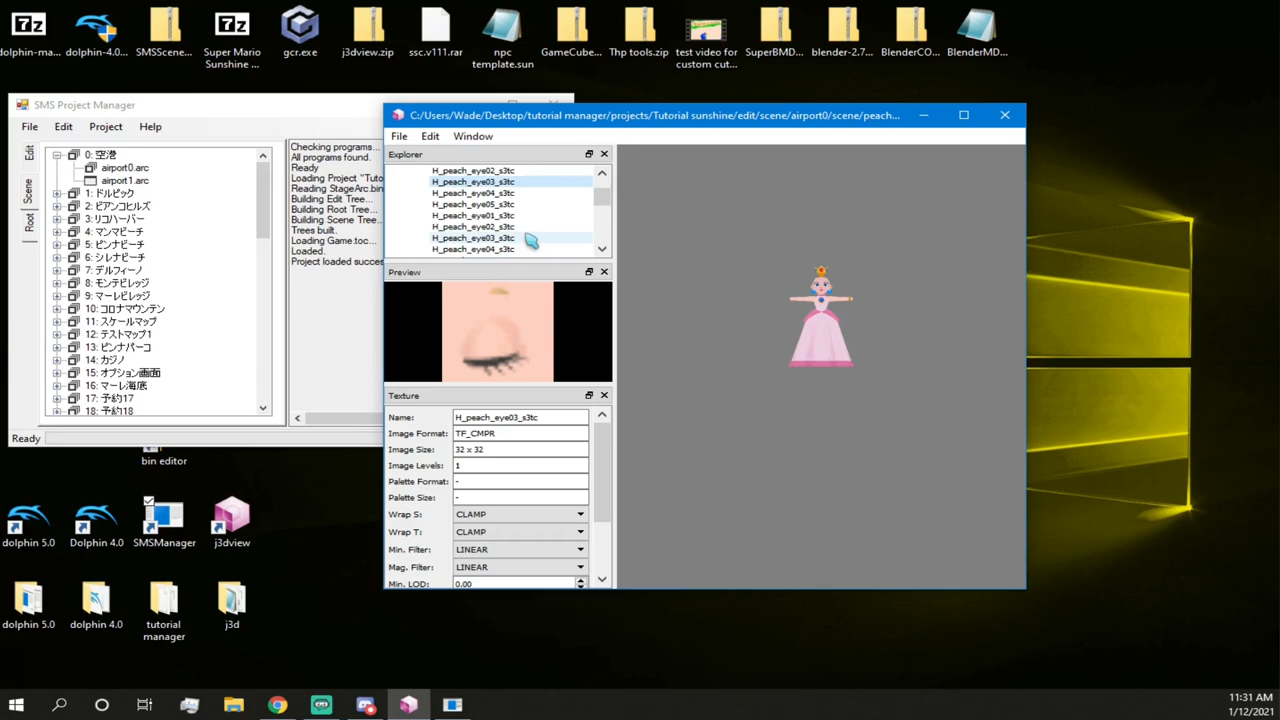 dolphin-ma...
dolphin-4.0...
SMSScene...
Super Mario
Sunshine ...
gcr.exe
j3dview.zip
ssc.v111.rar
npc
template.sun
GameCube...
Thp tools.zip
test video for
custom cut...
SuperBMD...
blender-2.7...
BlenderCO...
BlenderMD...
SMS Project Manager
File Edit Project Help
Edit
Scene
Root
0: 空港
airport0.arc
airport1.arc
1: ドルピック
2: ビアンコヒルズ
3: リコハーバー
4: マンマビーチ
5: ピンナビーチ
6: シレナビーチ
7: デルフィーノ
8: モンテビレッジ
9: マーレビレッジ
10: コロナマウンテン
11: スケールマップ
12: テストマップ1
13: ピンナパーコ
14: カジノ
15: オプション画面
16: マーレ海底
17: 予約17
18: 予約18
Checking programs...
All programs found.
Ready
Loading Project "Tu
Reading StageArc.bin
Building Edit Tree...
Building Root Tree...
Building Scene Tree...
Trees built.
Loading Game.toc...
Loaded.
Project loaded succes
Ready
C:/Users/Wade/Desktop/tutorial manager/projects/Tutorial sunshine/edit/scene/airport0/scene/peach...
File Edit Window
Explorer
H_peach_eye02_s3tc
H_peach_eye03_s3tc
H_peach_eye04_s3tc
H_peach_eye05_s3tc
H_peach_eye01_s3tc
H_peach_eye02_s3tc
H_peach_eye03_s3tc
H_peach_eye04_s3tc
Preview
Texture
Name: H_peach_eye03_s3tc
Image Format: TF_CMPR
Image Size: 32 x 32
Image Levels: 1
Palette Format: -
Palette Size: -
Wrap S: CLAMP
Wrap T: CLAMP
Min. Filter: LINEAR
Mag. Filter: LINEAR
Min. LOD: 0.00
bin editor
dolphin 5.0
Dolphin 4.0
SMSManager
j3dview
dolphin 5.0
dolphin 4.0
tutorial
manager
j3d
11:31 AM
1/12/2021